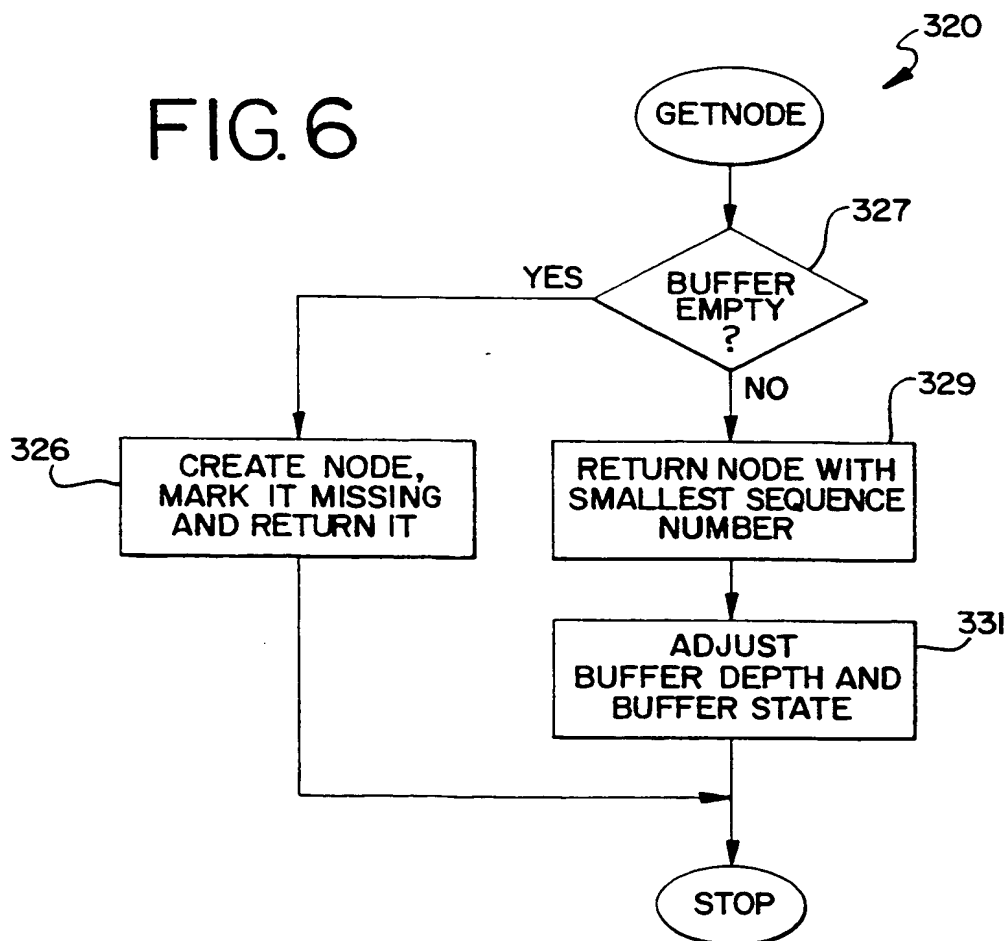 320
FIG. 6
GETNODE
327
YES
BUFFER
EMPTY
?
NO
329
326
CREATE NODE,
MARK IT MISSING
AND RETURN IT
RETURN NODE WITH
SMALLEST SEQUENCE
NUMBER
331
ADJUST
BUFFER DEPTH AND
BUFFER STATE
STOP